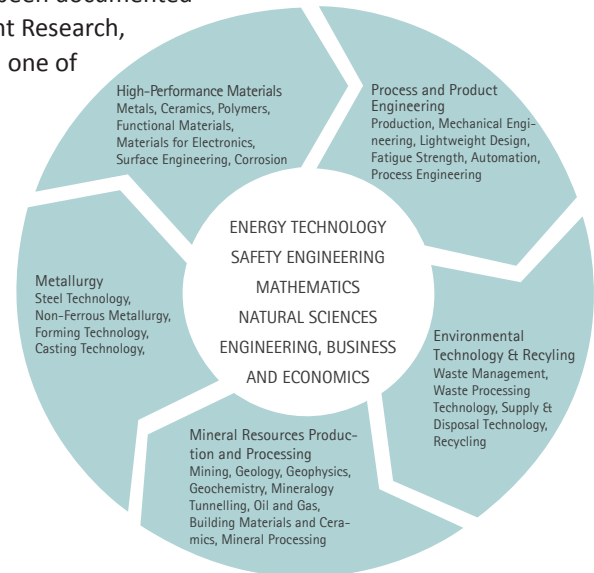 been documented
nt Research,
one of
High-Performance Materials
Metals, Ceramics, Polymers,
Functional Materials,
Materials for Electronics,
Surface Engineering, Corrosion
Process and Product
Engineering
Production, Mechanical Engi-
neering, Lightweight Design,
Fatigue Strength, Automation,
Process Engineering
ENERGY TECHNOLOGY
SAFETY ENGINEERING
MATHEMATICS
NATURAL SCIENCES
ENGINEERING, BUSINESS
AND ECONOMICS
Metallurgy
Steel Technology,
Non-Ferrous Metallurgy,
Forming Technology,
Casting Technology,
Environmental
Technology & Recyling
Waste Management,
Waste Processing
Technology, Supply &
Disposal Technology,
Recycling
Mineral Resources Produc-
tion and Processing
Mining, Geology, Geophysics,
Geochemistry, Mineralogy
Tunnelling, Oil and Gas,
Building Materials and Cera-
mics, Mineral Processing